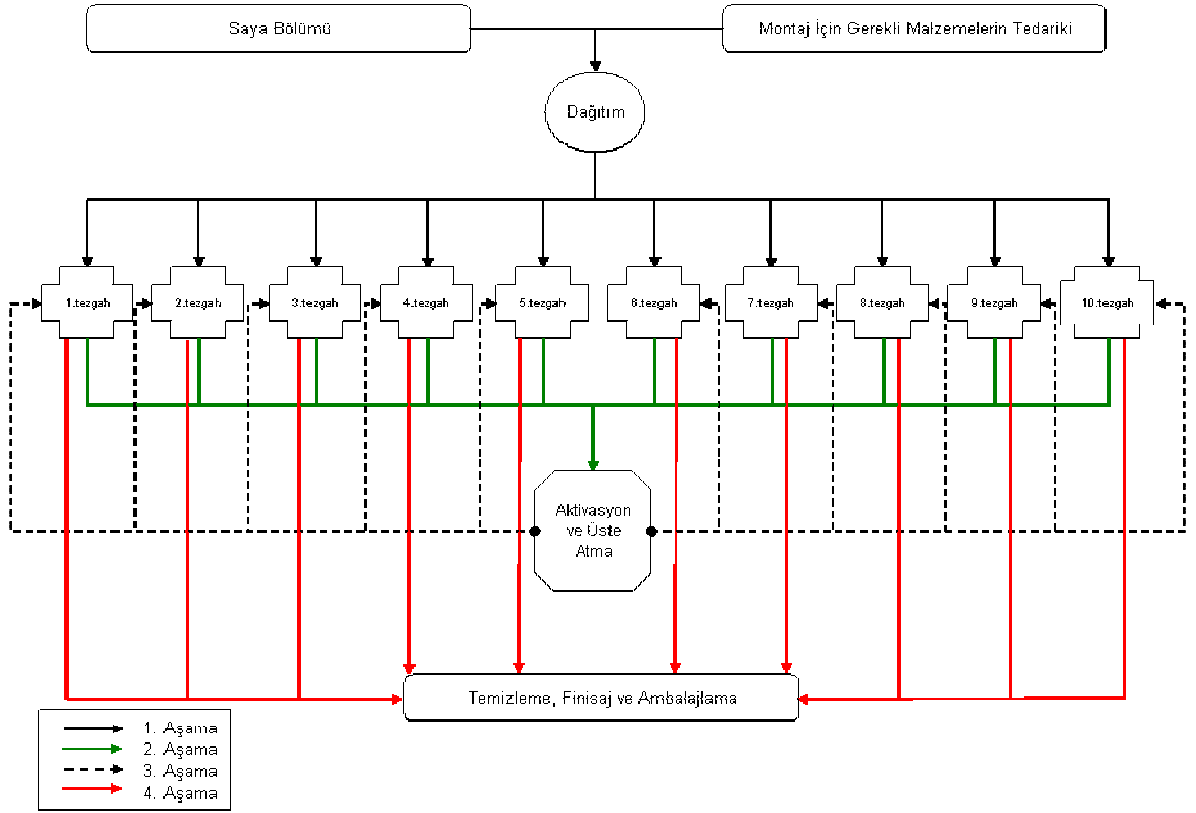 Saya Bölümü
Montaj İçin Gerekli Malzemelerin Tedariki
Dağıtım
1.tezgah
2.tezgah
3.tezgah
4.tezgah
5.tezgah
6.tezgah
7.tezgah
8.tezgah
9.tezgah
10.tezgah
Aktivasyon
ve Üste
Atma
Temizleme, Finisaj ve Ambalajlama
1. Aşama
2. Aşama
3. Aşama
4. Aşama